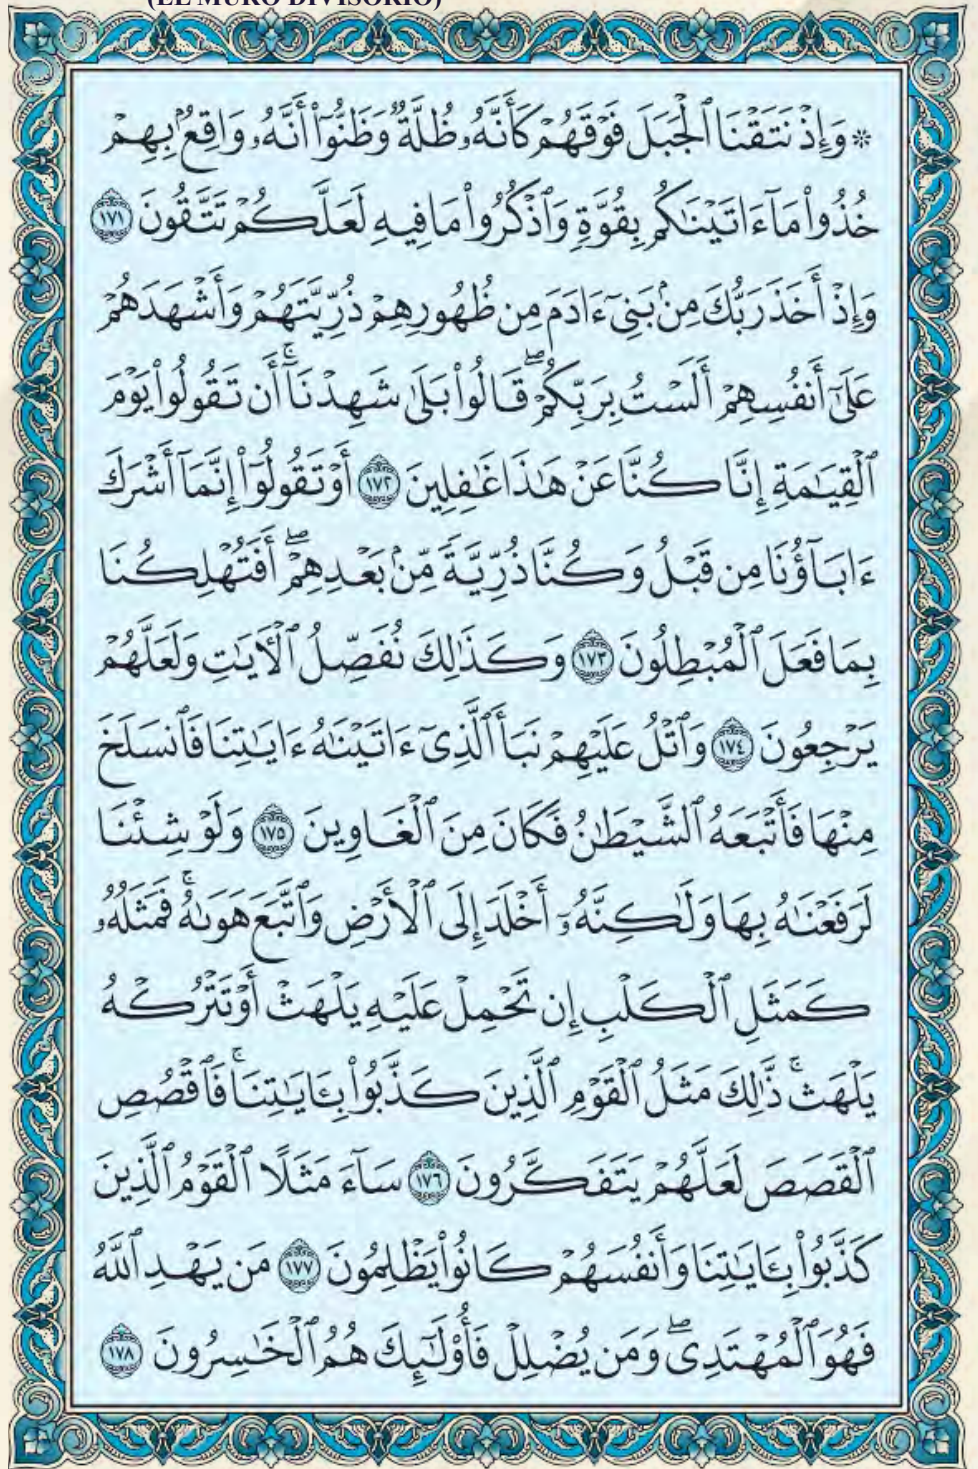 (EL MURO DIVISORIO)
۞ وَإِذْ نَتَقْنَا ٱلْجَبَلَ فَوْقَهُمْ كَأَنَّهُۥ ظُلَّةٌ وَظَنُّوٓا۟ أَنَّهُۥ وَاقِعٌۢ بِهِمْ
خُذُوا۟ مَآ ءَاتَيْنَٰكُم بِقُوَّةٍ وَٱذْكُرُوا۟ مَا فِيهِ لَعَلَّكُمْ تَتَّقُونَ ١٧١
وَإِذْ أَخَذَ رَبُّكَ مِنۢ بَنِىٓ ءَادَمَ مِن ظُهُورِهِمْ ذُرِّيَّتَهُمْ وَأَشْهَدَهُمْ
عَلَىٰٓ أَنفُسِهِمْ أَلَسْتُ بِرَبِّكُمْ ۖ قَالُوا۟ بَلَىٰ شَهِدْنَآ ۚ أَن تَقُولُوا۟ يَوْمَ
ٱلْقِيَٰمَةِ إِنَّا كُنَّا عَنْ هَٰذَا غَٰفِلِينَ ١٧٢ أَوْ تَقُولُوٓا۟ إِنَّمَآ أَشْرَكَ
ءَابَآؤُنَا مِن قَبْلُ وَكُنَّا ذُرِّيَّةً مِّنۢ بَعْدِهِمْ ۖ أَفَتُهْلِكُنَا
بِمَا فَعَلَ ٱلْمُبْطِلُونَ ١٧٣ وَكَذَٰلِكَ نُفَصِّلُ ٱلْءَايَٰتِ وَلَعَلَّهُمْ
يَرْجِعُونَ ١٧٤ وَٱتْلُ عَلَيْهِمْ نَبَأَ ٱلَّذِىٓ ءَاتَيْنَٰهُ ءَايَٰتِنَا فَٱنسَلَخَ
مِنْهَا فَأَتْبَعَهُ ٱلشَّيْطَٰنُ فَكَانَ مِنَ ٱلْغَاوِينَ ١٧٥ وَلَوْ شِئْنَا
لَرَفَعْنَٰهُ بِهَا وَلَٰكِنَّهُۥٓ أَخْلَدَ إِلَى ٱلْأَرْضِ وَٱتَّبَعَ هَوَىٰهُ ۚ فَمَثَلُهُۥ
كَمَثَلِ ٱلْكَلْبِ إِن تَحْمِلْ عَلَيْهِ يَلْهَثْ أَوْ تَتْرُكْهُ
يَلْهَث ۚ ذَّٰلِكَ مَثَلُ ٱلْقَوْمِ ٱلَّذِينَ كَذَّبُوا۟ بِـَٔايَٰتِنَا ۚ فَٱقْصُصِ
ٱلْقَصَصَ لَعَلَّهُمْ يَتَفَكَّرُونَ ١٧٦ سَآءَ مَثَلًا ٱلْقَوْمُ ٱلَّذِينَ
كَذَّبُوا۟ بِـَٔايَٰتِنَا وَأَنفُسَهُمْ كَانُوا۟ يَظْلِمُونَ ١٧٧ مَن يَهْدِ ٱللَّهُ
فَهُوَ ٱلْمُهْتَدِى ۖ وَمَن يُضْلِلْ فَأُو۟لَٰٓئِكَ هُمُ ٱلْخَٰسِرُونَ ١٧٨